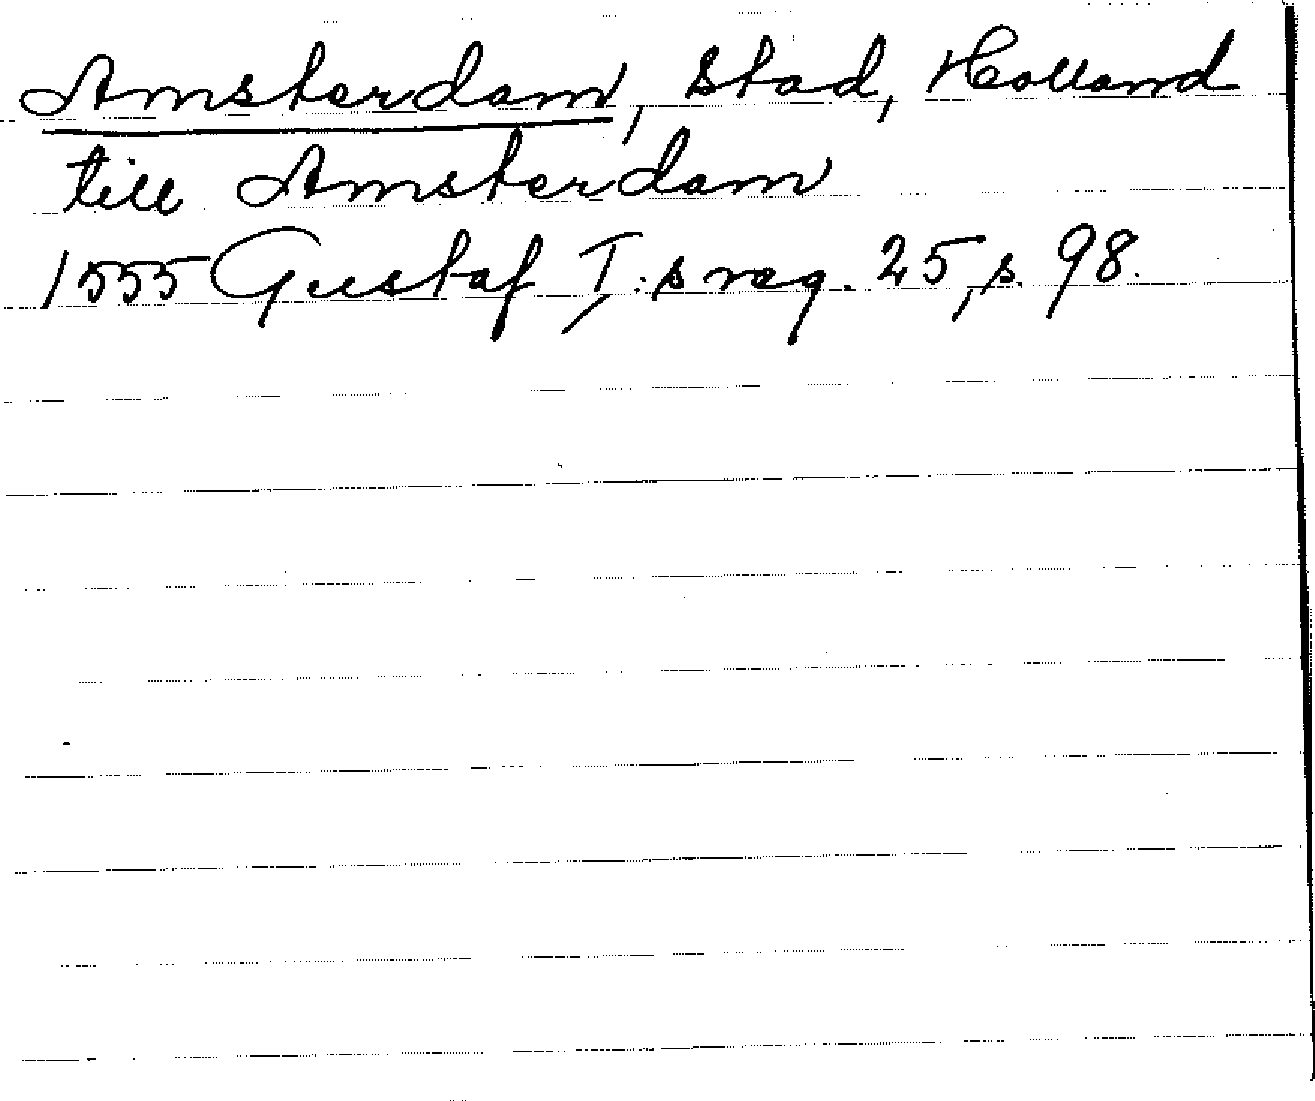 Amsterdam, stad, Holland
till Amsterdam
1555 Gustaf I:s reg. 25, s. 98.